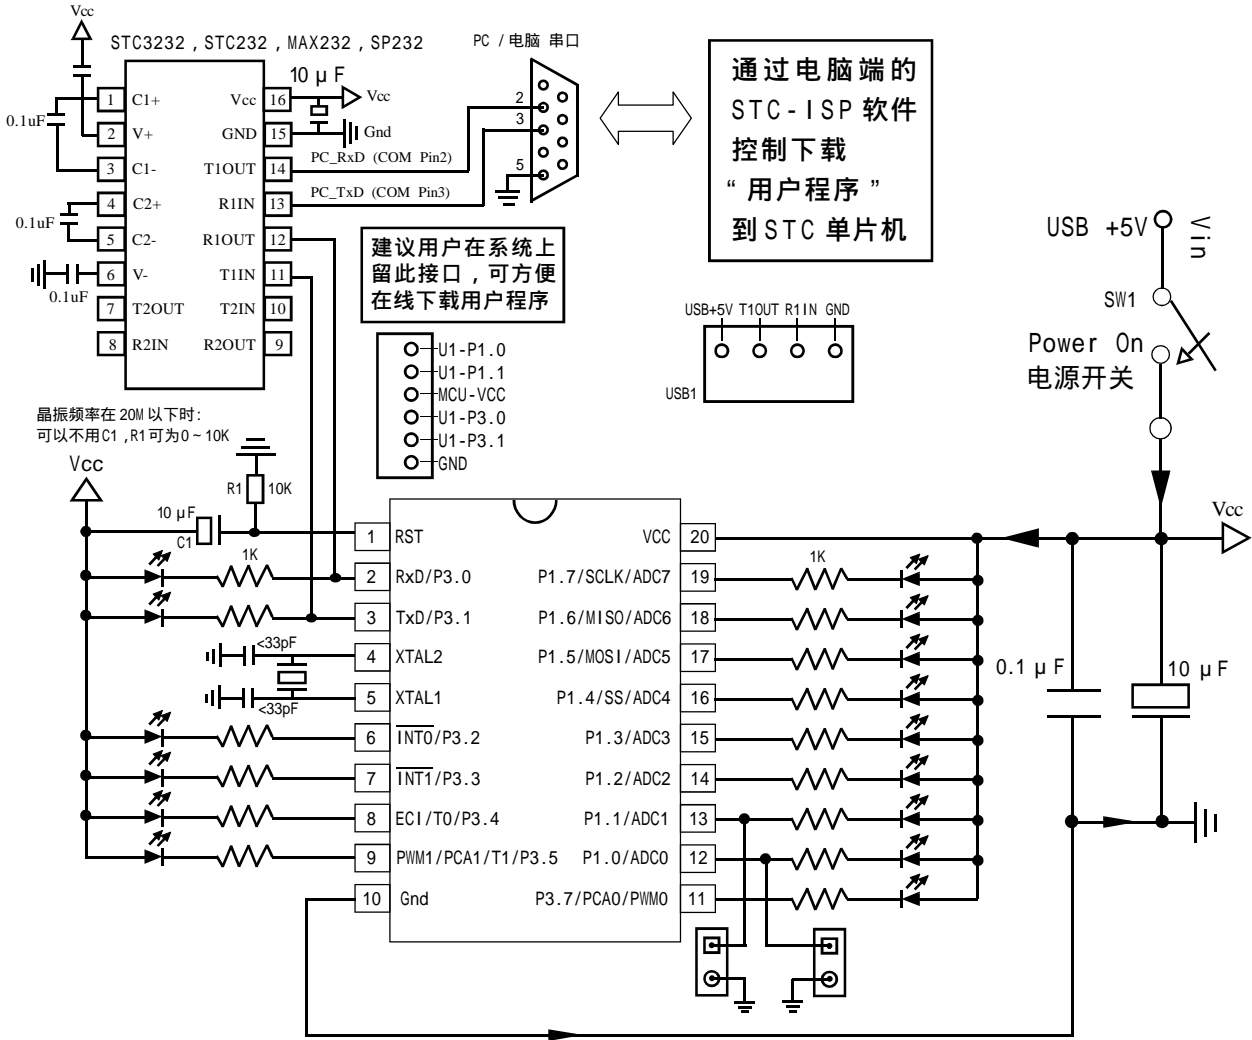 Vcc
STC3232 , STC232 , MAX232 , SP232
1 C1+
2 V+
3 C1-
4 C2+
5 C2-
6 V-
7 T2OUT
8 R2IN
Vcc 16
GND 15
T1OUT 14
R1IN 13
R1OUT 12
T1IN 11
T2IN 10
R2OUT 9
0.1uF
0.1uF
0.1uF
10 μF
Vcc
Gnd
PC_RxD (COM Pin2)
PC_TxD (COM Pin3)
PC / 电脑 串口
2
3
5
通过电脑端的
STC-ISP 软件
控制下载
“用户程序”
到STC 单片机
建议用户在系统上
留此接口，可方便
在线下载用户程序
U1-P1.0
U1-P1.1
MCU-VCC
U1-P3.0
U1-P3.1
GND
USB+5V T1OUT R1IN GND
USB1
USB +5V
Vin
SW1
Power On
电源开关
晶振频率在20M以下时:
可以不用C1 ,R1可为0~10K
Vcc
R1
10K
10 μF
C1
1K
<33pF
<33pF
1 RST
2 RxD/P3.0
3 TxD/P3.1
4 XTAL2
5 XTAL1
6 INT0/P3.2
7 INT1/P3.3
8 ECI/T0/P3.4
9 PWM1/PCA1/T1/P3.5
10 Gnd
VCC 20
P1.7/SCLK/ADC7 19
P1.6/MISO/ADC6 18
P1.5/MOSI/ADC5 17
P1.4/SS/ADC4 16
P1.3/ADC3 15
P1.2/ADC2 14
P1.1/ADC1 13
P1.0/ADC0 12
P3.7/PCA0/PWM0 11
1K
Vcc
0.1 μF
10 μF